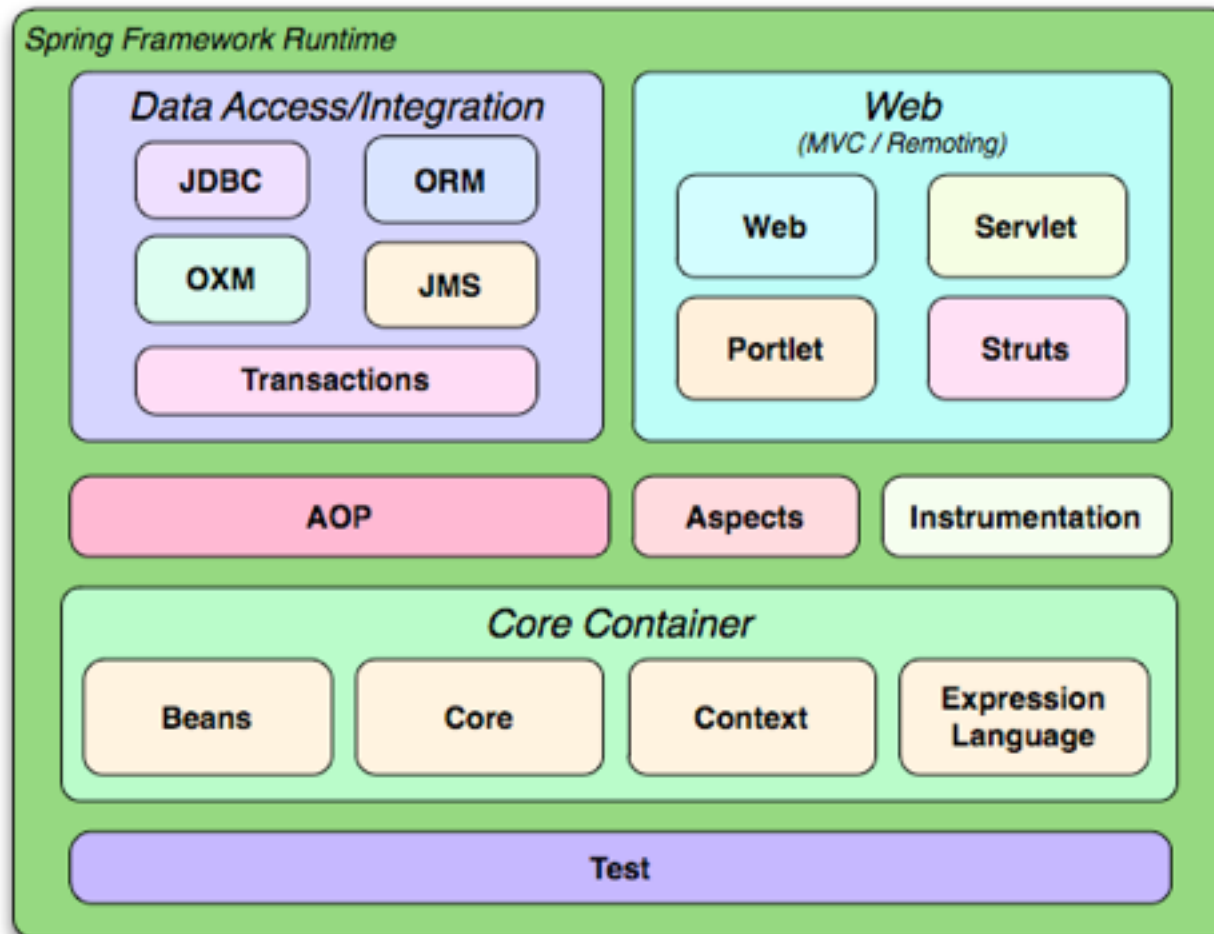 Spring Framework Runtime
Data Access/Integration
JDBC
ORM
OXM
JMS
Transactions
Web
(MVC / Remoting)
Web
Servlet
Portlet
Struts
AOP
Aspects
Instrumentation
Core Container
Beans
Core
Context
Expression
Language
Test